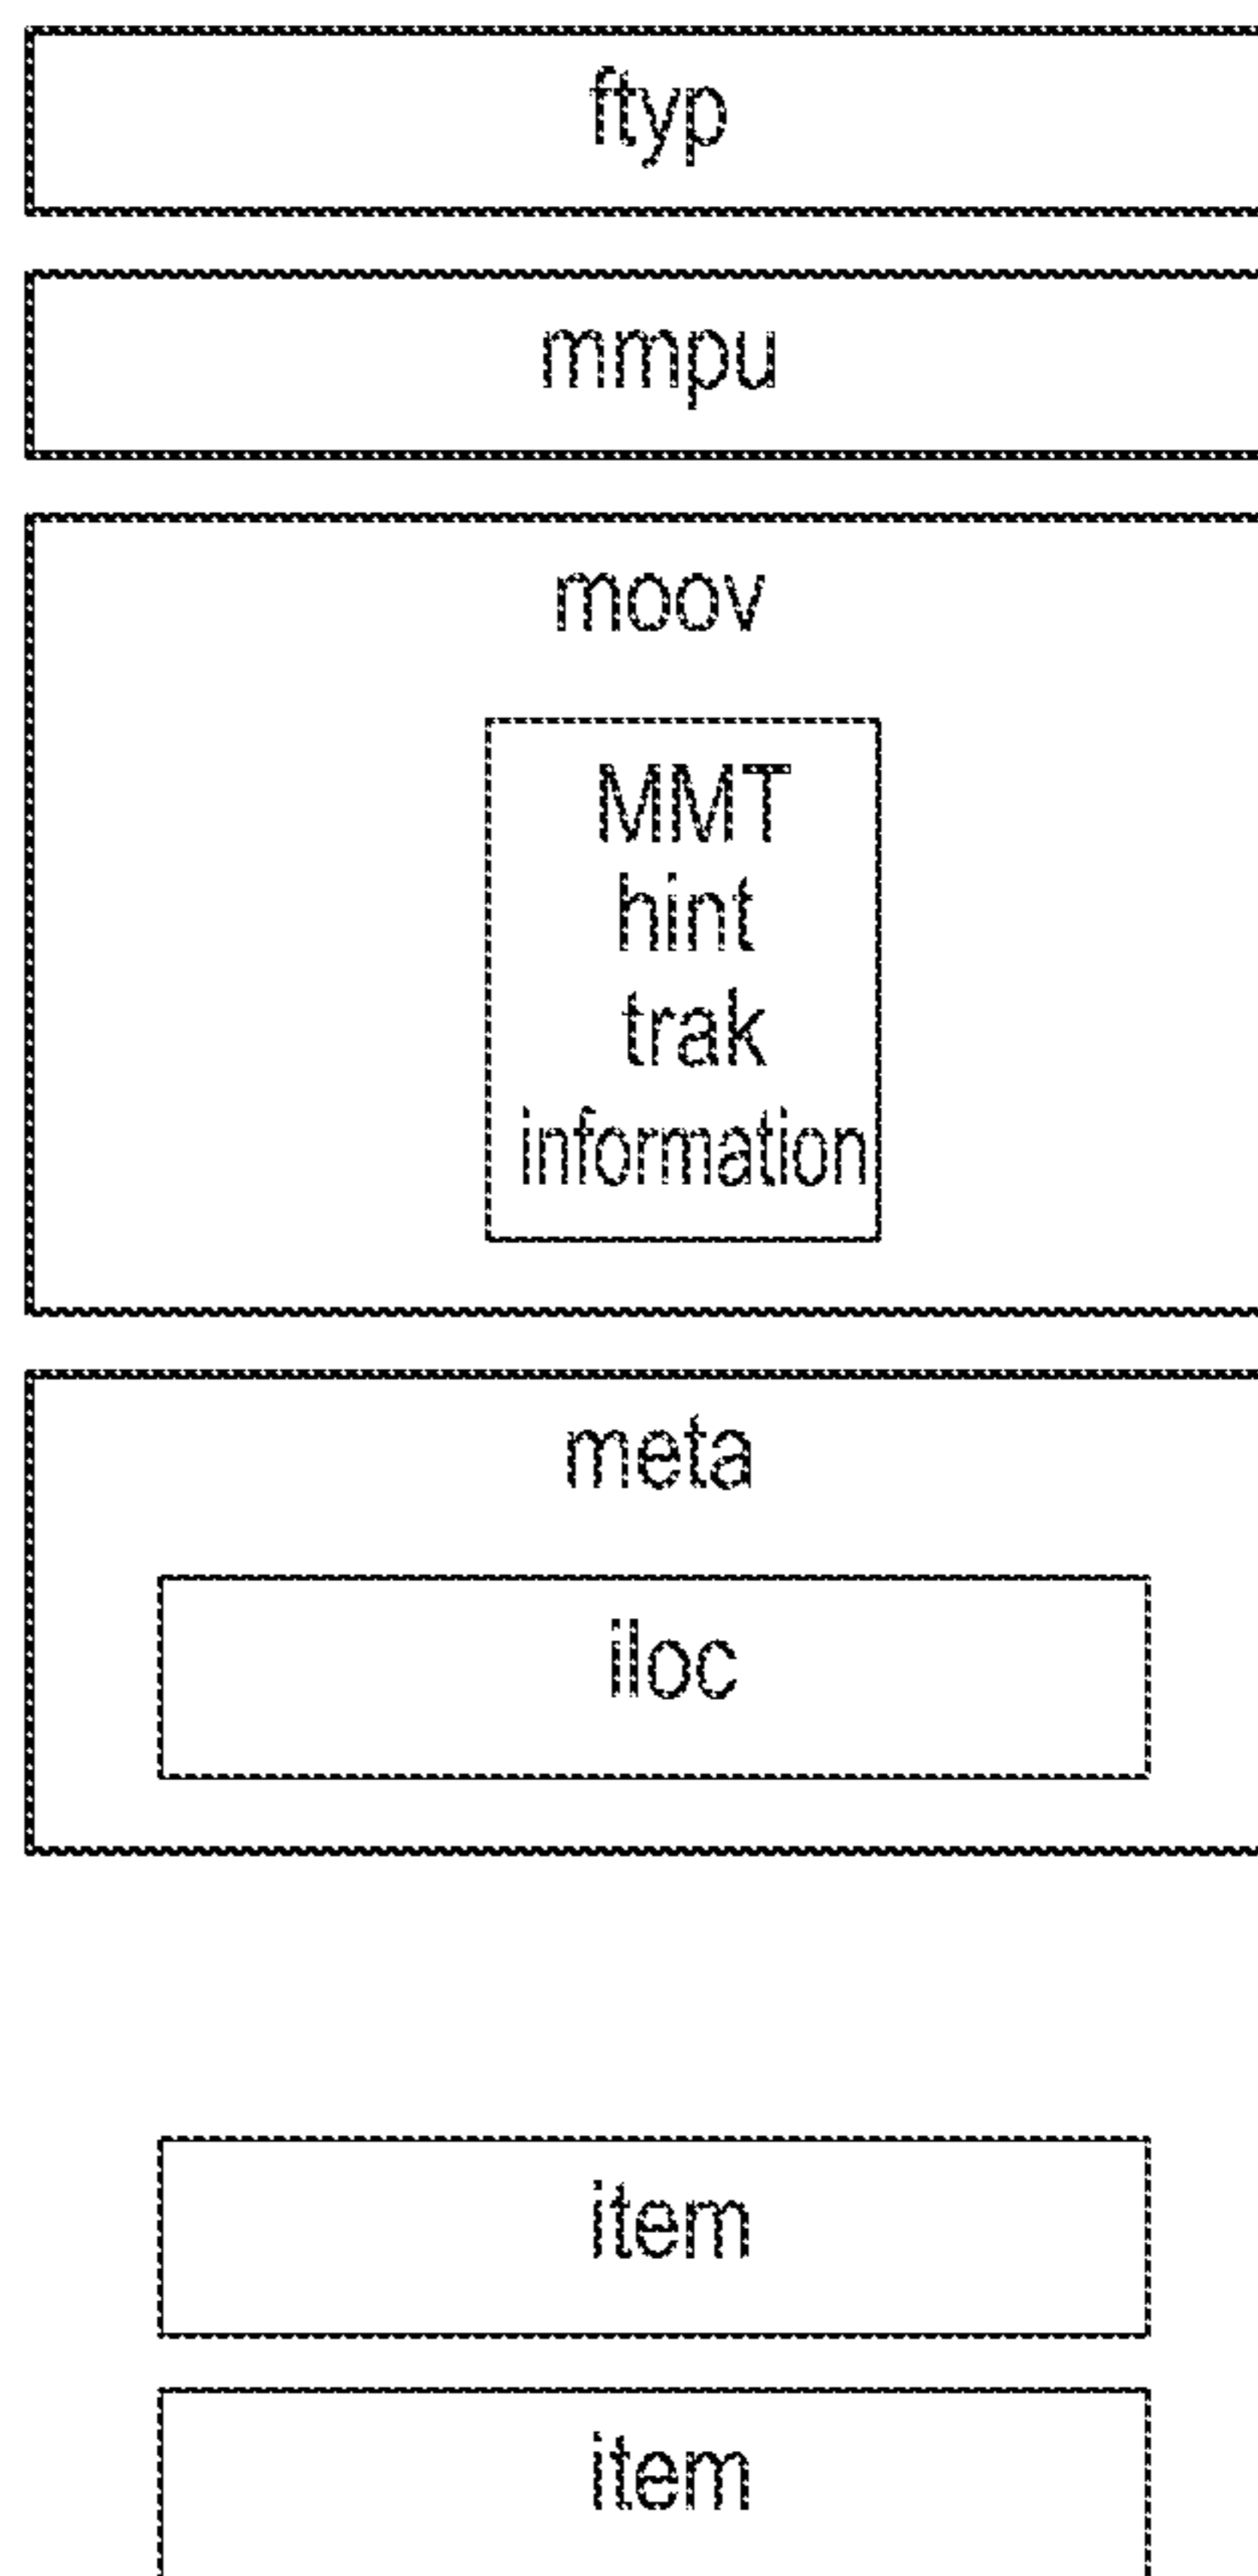 ftyp
mmpu
moov
MMT
hint
trak
information
meta
iloc
item
item